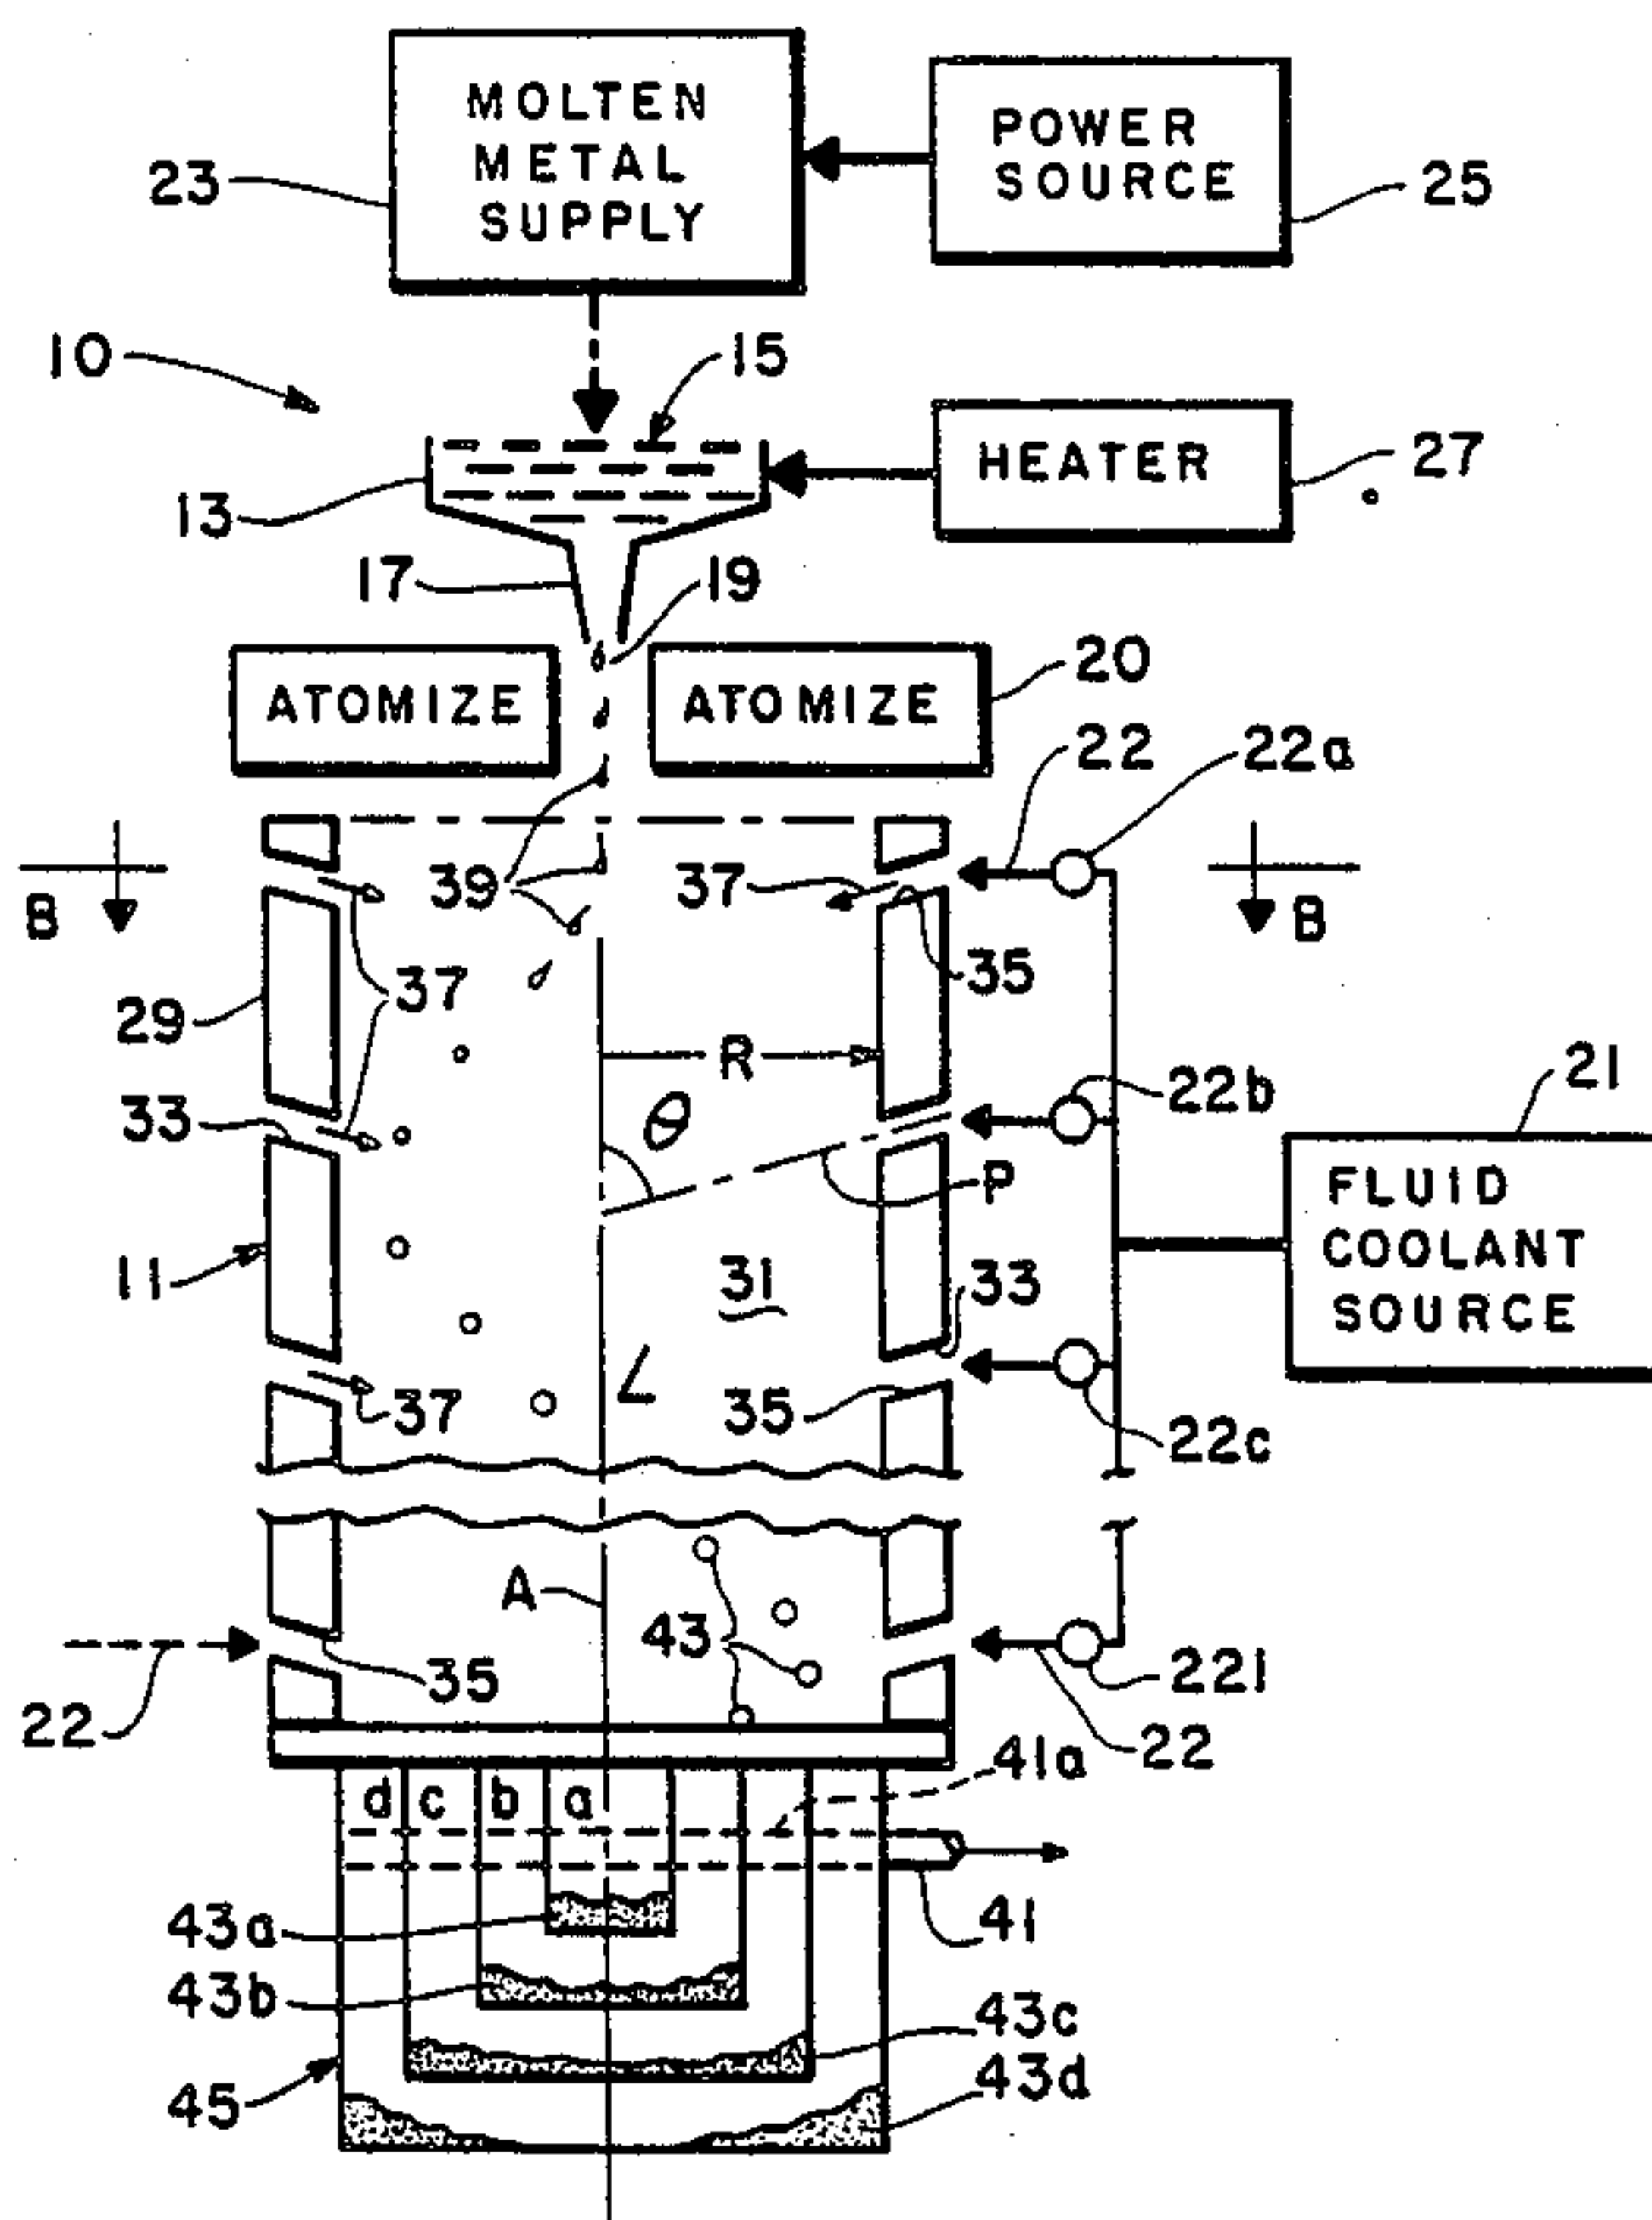 MOLTEN
METAL
SUPPLY
POWER
SOURCE
23
25
10
15
HEATER
27
13
17
19
ATOMIZE
ATOMIZE
20
22
22a
39
37
B
B
37
35
29
R
21
33
θ
22b
P
FLUID
COOLANT
SOURCE
11
31
33
L
37
35
22c
A
43
35
221
22
22
41a
d
c
b
a
43a
41
43b
43c
45
43d